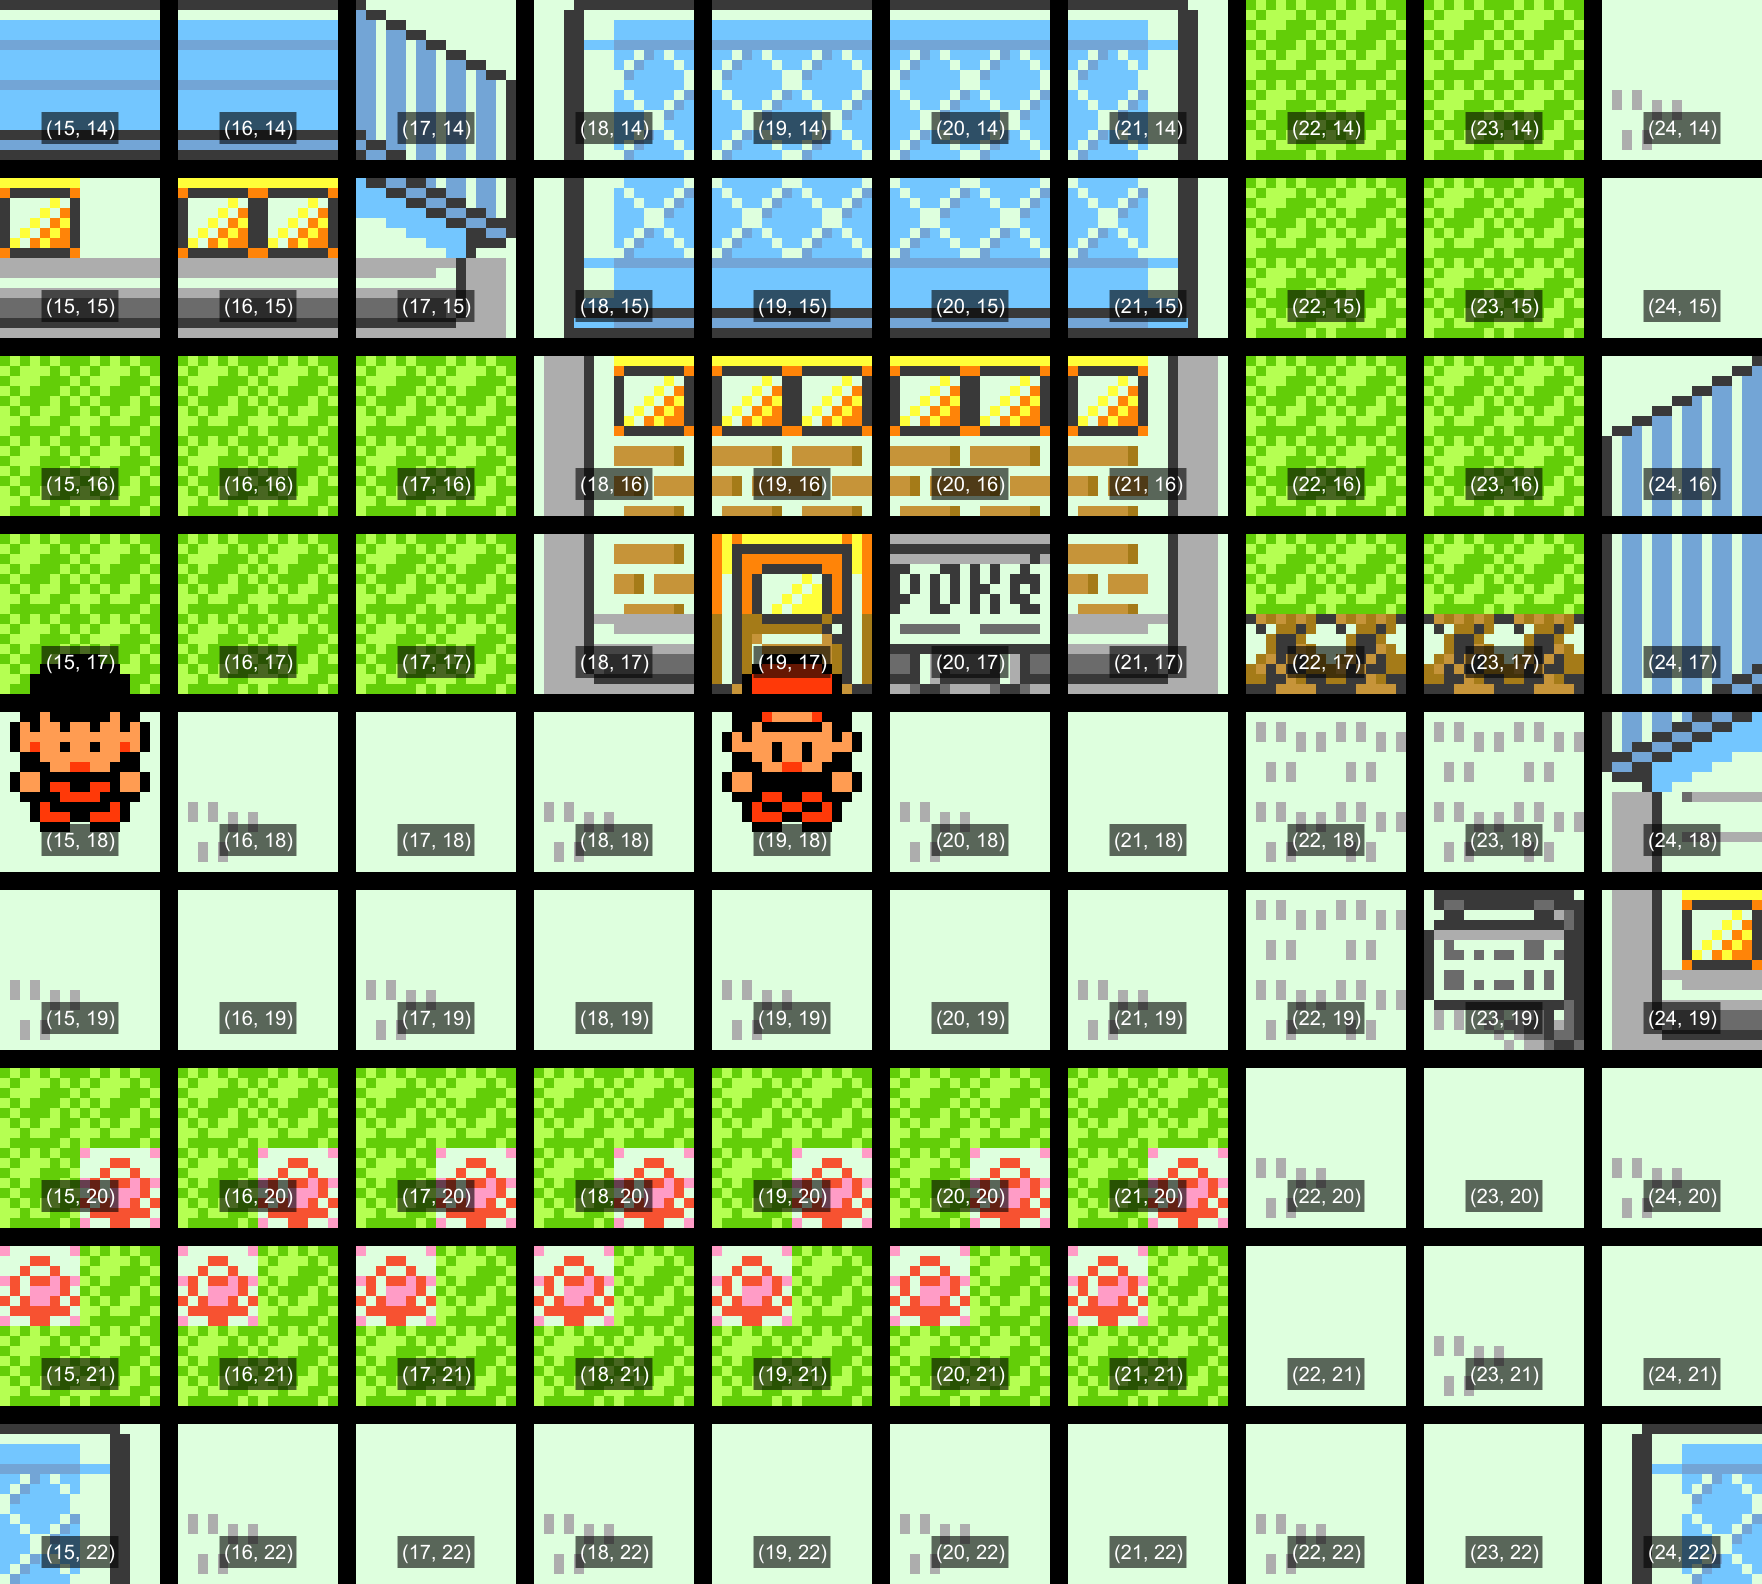 (15, 14) (16, 14) (17, 14) (18, 14) (19, 14) (20, 14) (21, 14) (22, 14) (23, 14) (24, 14)
(15, 15) (16, 15) (17, 15) (18, 15) (19, 15) (20, 15) (21, 15) (22, 15) (23, 15) (24, 15)
(15, 16) (16, 16) (17, 16) (18, 16) (19, 16) (20, 16) (21, 16) (22, 16) (23, 16) (24, 16)
POKé
(15, 17) (16, 17) (17, 17) (18, 17) (19, 17) (20, 17) (21, 17) (22, 17) (23, 17) (24, 17)
(15, 18) (16, 18) (17, 18) (18, 18) (19, 18) (20, 18) (21, 18) (22, 18) (23, 18) (24, 18)
(15, 19) (16, 19) (17, 19) (18, 19) (19, 19) (20, 19) (21, 19) (22, 19) (23, 19) (24, 19)
(15, 20) (16, 20) (17, 20) (18, 20) (19, 20) (20, 20) (21, 20) (22, 20) (23, 20) (24, 20)
(15, 21) (16, 21) (17, 21) (18, 21) (19, 21) (20, 21) (21, 21) (22, 21) (23, 21) (24, 21)
(15, 22) (16, 22) (17, 22) (18, 22) (19, 22) (20, 22) (21, 22) (22, 22) (23, 22) (24, 22)